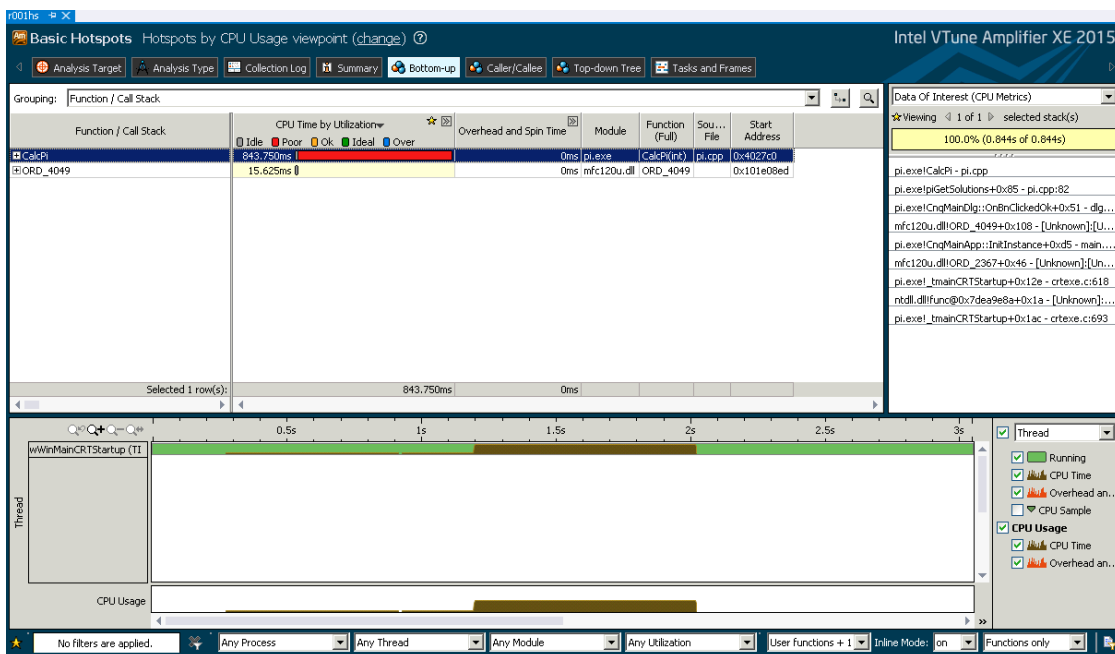 r001hs
Basic Hotspots Hotspots by CPU Usage viewpoint (change) Intel VTune Amplifier XE 2015
Analysis Target Analysis Type Collection Log Summary Bottom-up Caller/Callee Top-down Tree Tasks and Frames
Grouping: Function / Call Stack
Function / Call Stack
CPU Time by Utilization
Idle Poor Ok Ideal Over
Overhead and Spin Time
Module
Function (Full)
Sou... File
Start Address
CalcPi 843.750ms 0ms pi.exe CalcPi(int) pi.cpp 0x4027c0
ORD_4049 15.625ms 0ms mfc120u.dll ORD_4049 0x101e08ed
Selected 1 row(s): 843.750ms 0ms
Data Of Interest (CPU Metrics)
Viewing 1 of 1 selected stack(s)
100.0% (0.844s of 0.844s)
pi.exe!CalcPi - pi.cpp
pi.exe!piGetSolutions+0x85 - pi.cpp:82
pi.exe!CnqMainDlg::OnBnClickedOk+0x51 - dlg...
mfc120u.dll!ORD_4049+0x108 - [Unknown]:[U...
pi.exe!CnqMainApp::InitInstance+0xd5 - main....
mfc120u.dll!ORD_2367+0x46 - [Unknown]:[Un...
pi.exe!_tmainCRTStartup+0x12e - crtexe.c:618
ntdll.dll!func@0x7dea9e8a+0x1a - [Unknown]:...
pi.exe!_tmainCRTStartup+0x1ac - crtexe.c:693
0.5s 1s 1.5s 2s 2.5s 3s
Thread
wWinMainCRTStartup (TI
CPU Usage
Thread
Running
CPU Time
Overhead an..
CPU Sample
CPU Usage
CPU Time
Overhead an..
No filters are applied. Any Process Any Thread Any Module Any Utilization User functions + 1 Inline Mode: on Functions only